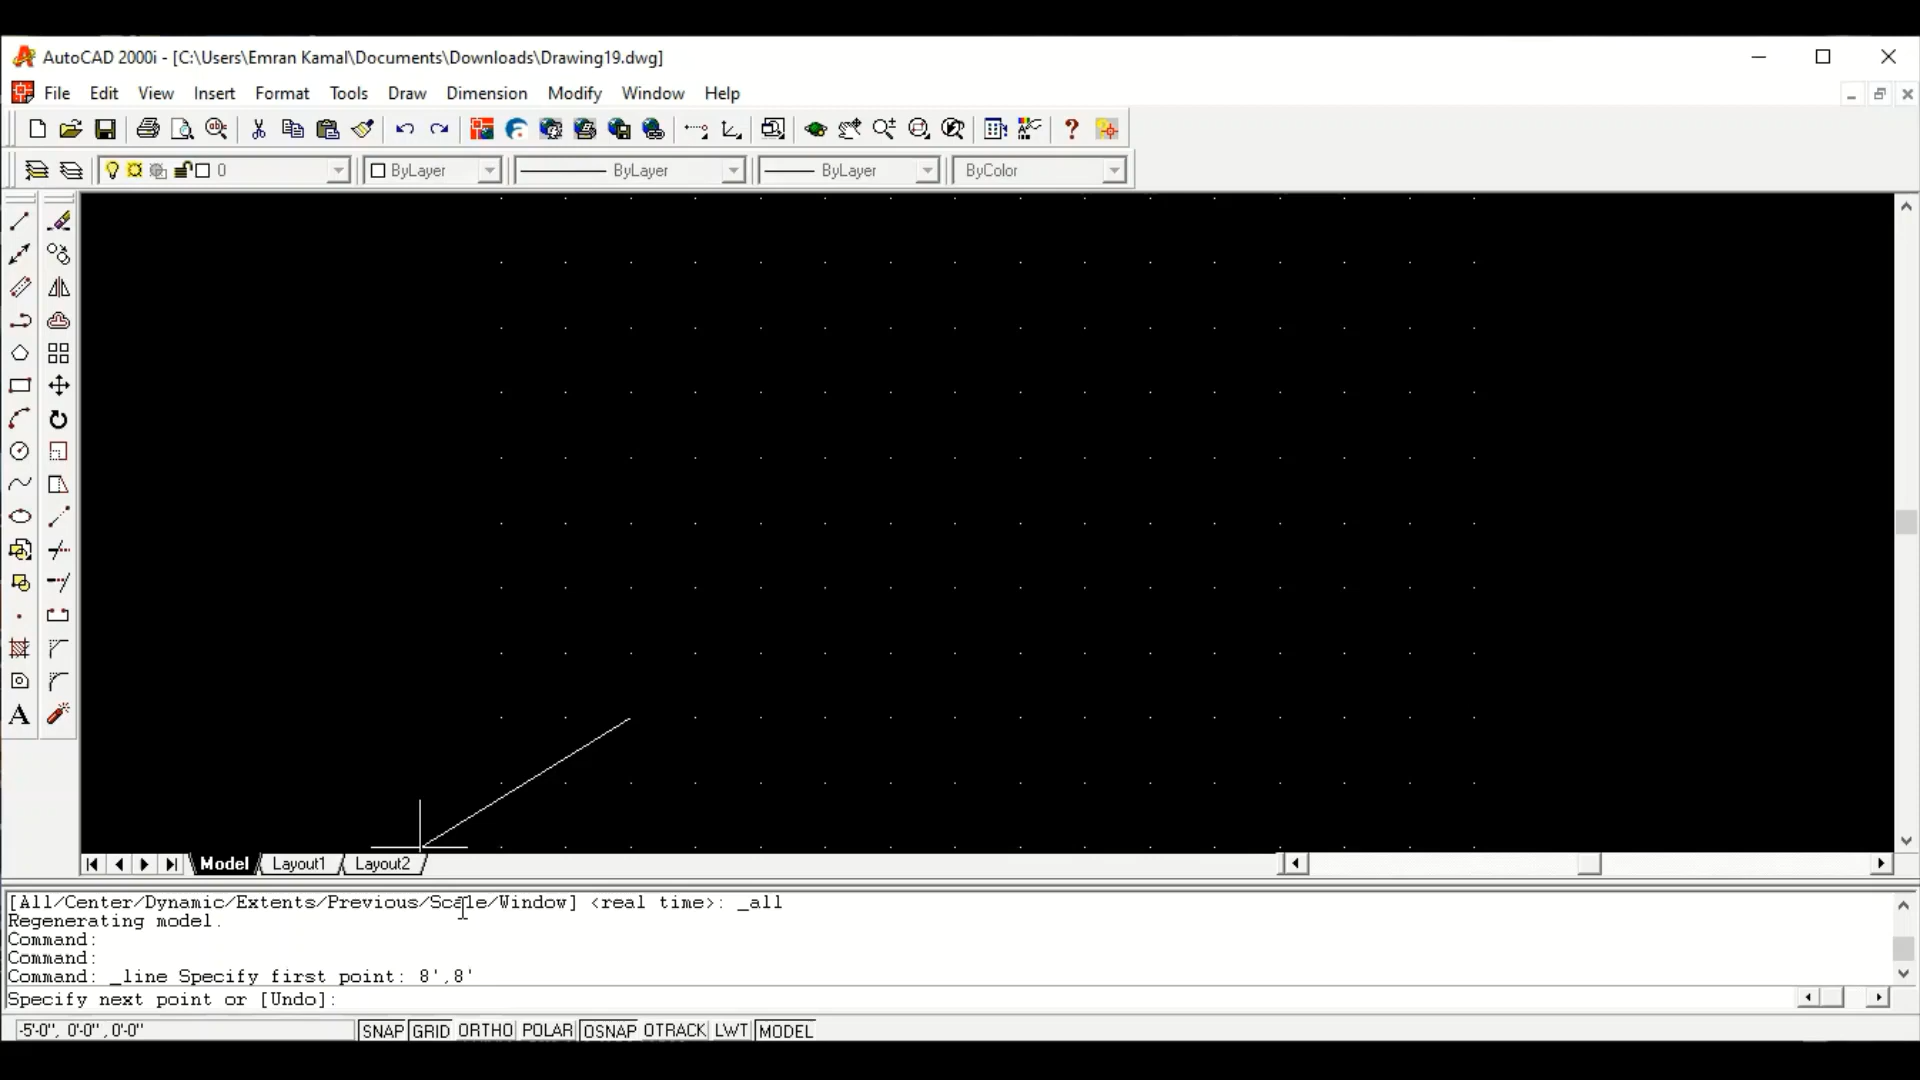 AutoCAD 2000i - [C:\Users\Emran Kamal\Documents\Downloads\Drawing19.dwg]
File Edit View Insert Format Tools Draw Dimension Modify Window Help
0 ByLayer ByLayer ByLayer ByColor
A
Model Layout1 Layout2
[All/Center/Dynamic/Extents/Previous/Scale/Window] <real time>: _all
Regenerating model.
Command:
Command:
Command: _line Specify first point: 8',8'
Specify next point or [Undo]:
-5'-0", 0'-0" ,0'-0" SNAP GRID ORTHO POLAR OSNAP OTRACK LWT MODEL